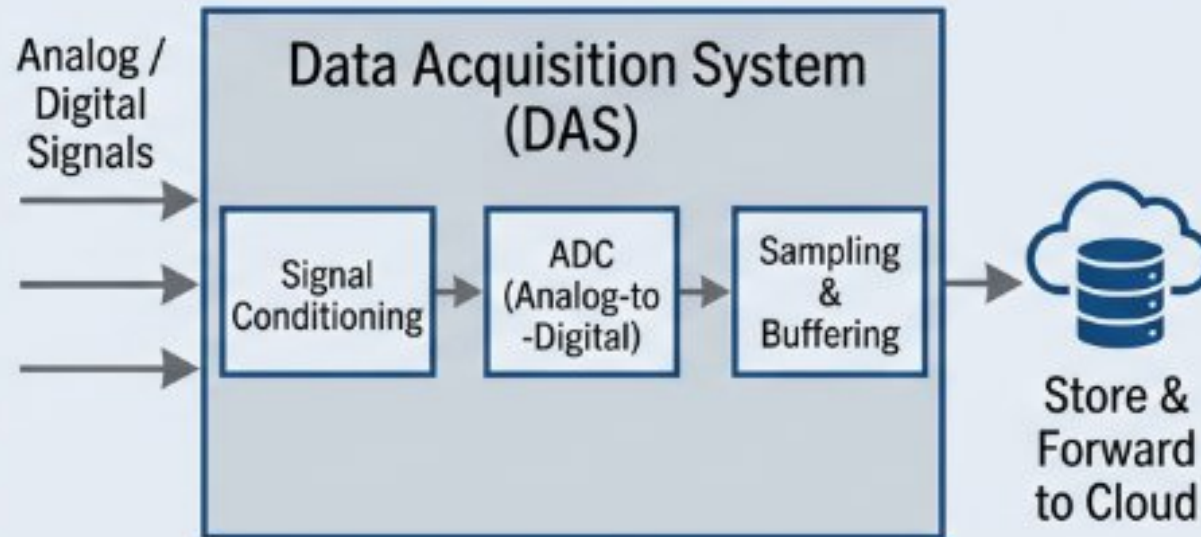 Analog /
Digital
Signals
Data Acquisition System
(DAS)
Signal
Conditioning
ADC
(Analog-to
-Digital)
Sampling
&
Buffering
Store &
Forward
to Cloud